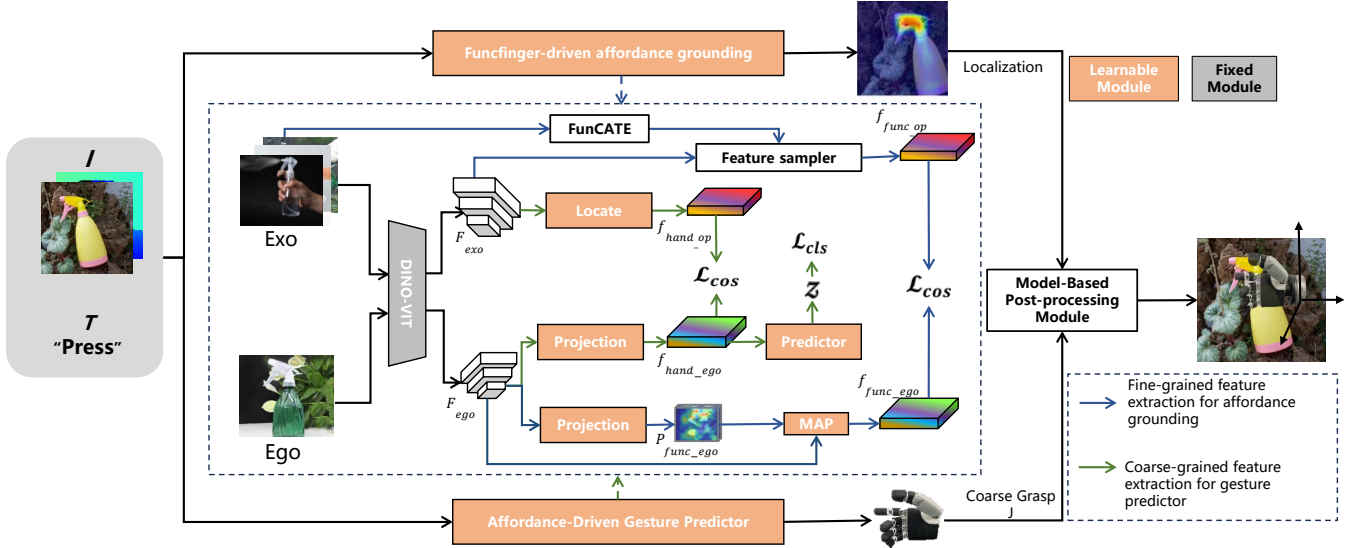 Funcfinger-driven affordance grounding
Localization
Learnable
Module
Fixed
Module
I
T
"Press"
Exo
Ego
DINO-VIT
FunCATE
Feature sampler
f_func_op
F_exo
Locate
f_hand_op
L_cos
L_cls
Z
L_cos
Projection
f_hand_ego
Predictor
F_ego
Projection
P_func_ego
MAP
f_func_ego
Model-Based
Post-processing
Module
Fine-grained feature
extraction for affordance
grounding
Coarse-grained feature
extraction for gesture
predictor
Affordance-Driven Gesture Predictor
Coarse Grasp
J